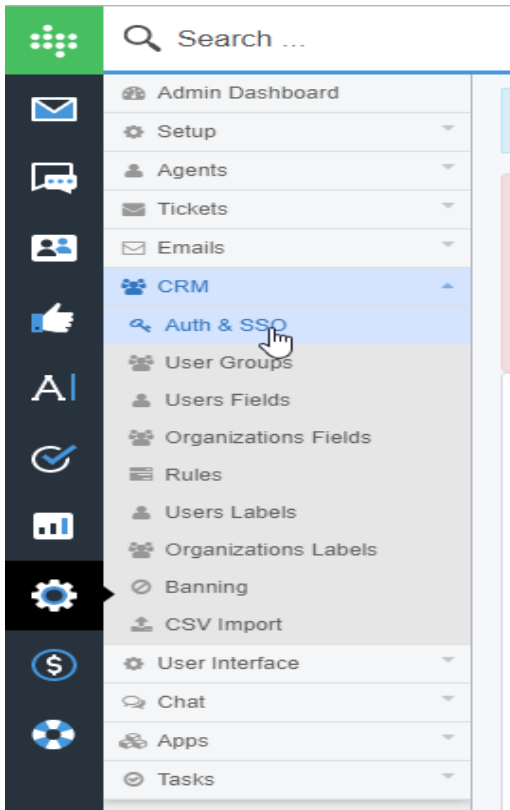 Search ...
Admin Dashboard
Setup
Agents
Tickets
Emails
CRM
Auth & SSO
User Groups
Users Fields
Organizations Fields
Rules
Users Labels
Organizations Labels
Banning
CSV Import
User Interface
Chat
Apps
Tasks
AI
$